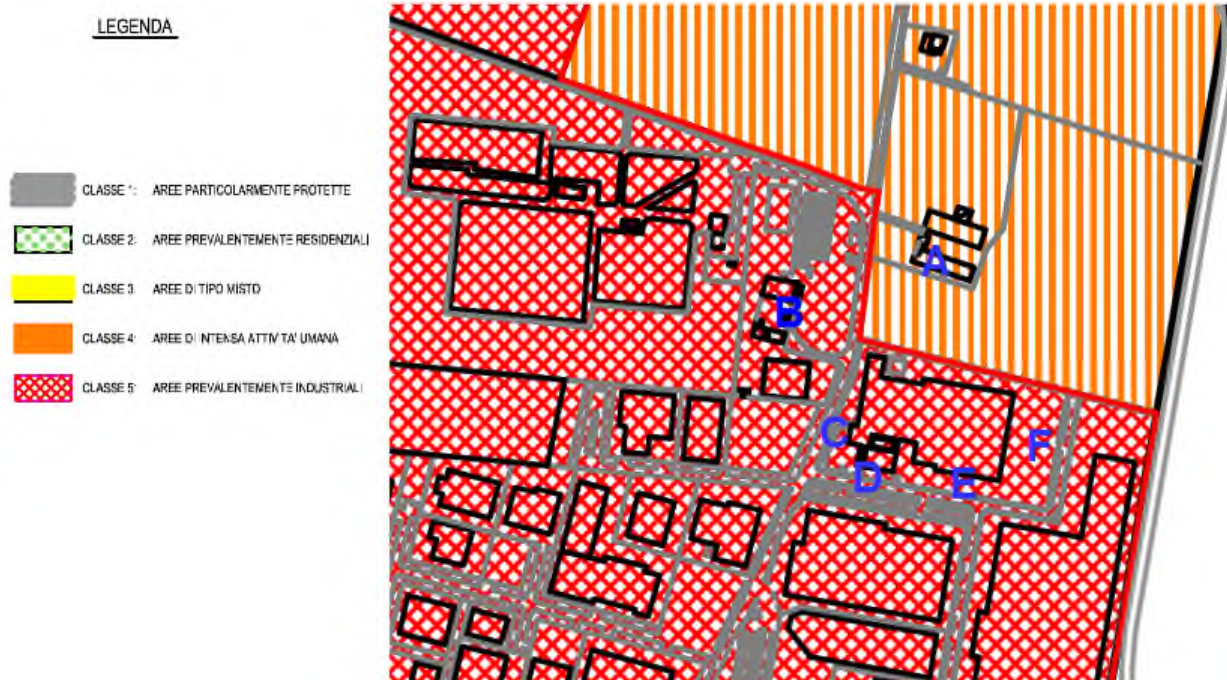 LEGENDA
CLASSE 1: AREE PARTICOLARMENTE PROTETTE
CLASSE 2: AREE PREVALENTEMENTE RESIDENZIALI
CLASSE 3 AREE DI TIPO MISTO
CLASSE 4: AREE DI INTENSA ATTIVITA' UMANA
CLASSE 5: AREE PREVALENTEMENTE INDUSTRIALI
A
B
C
D
E
F